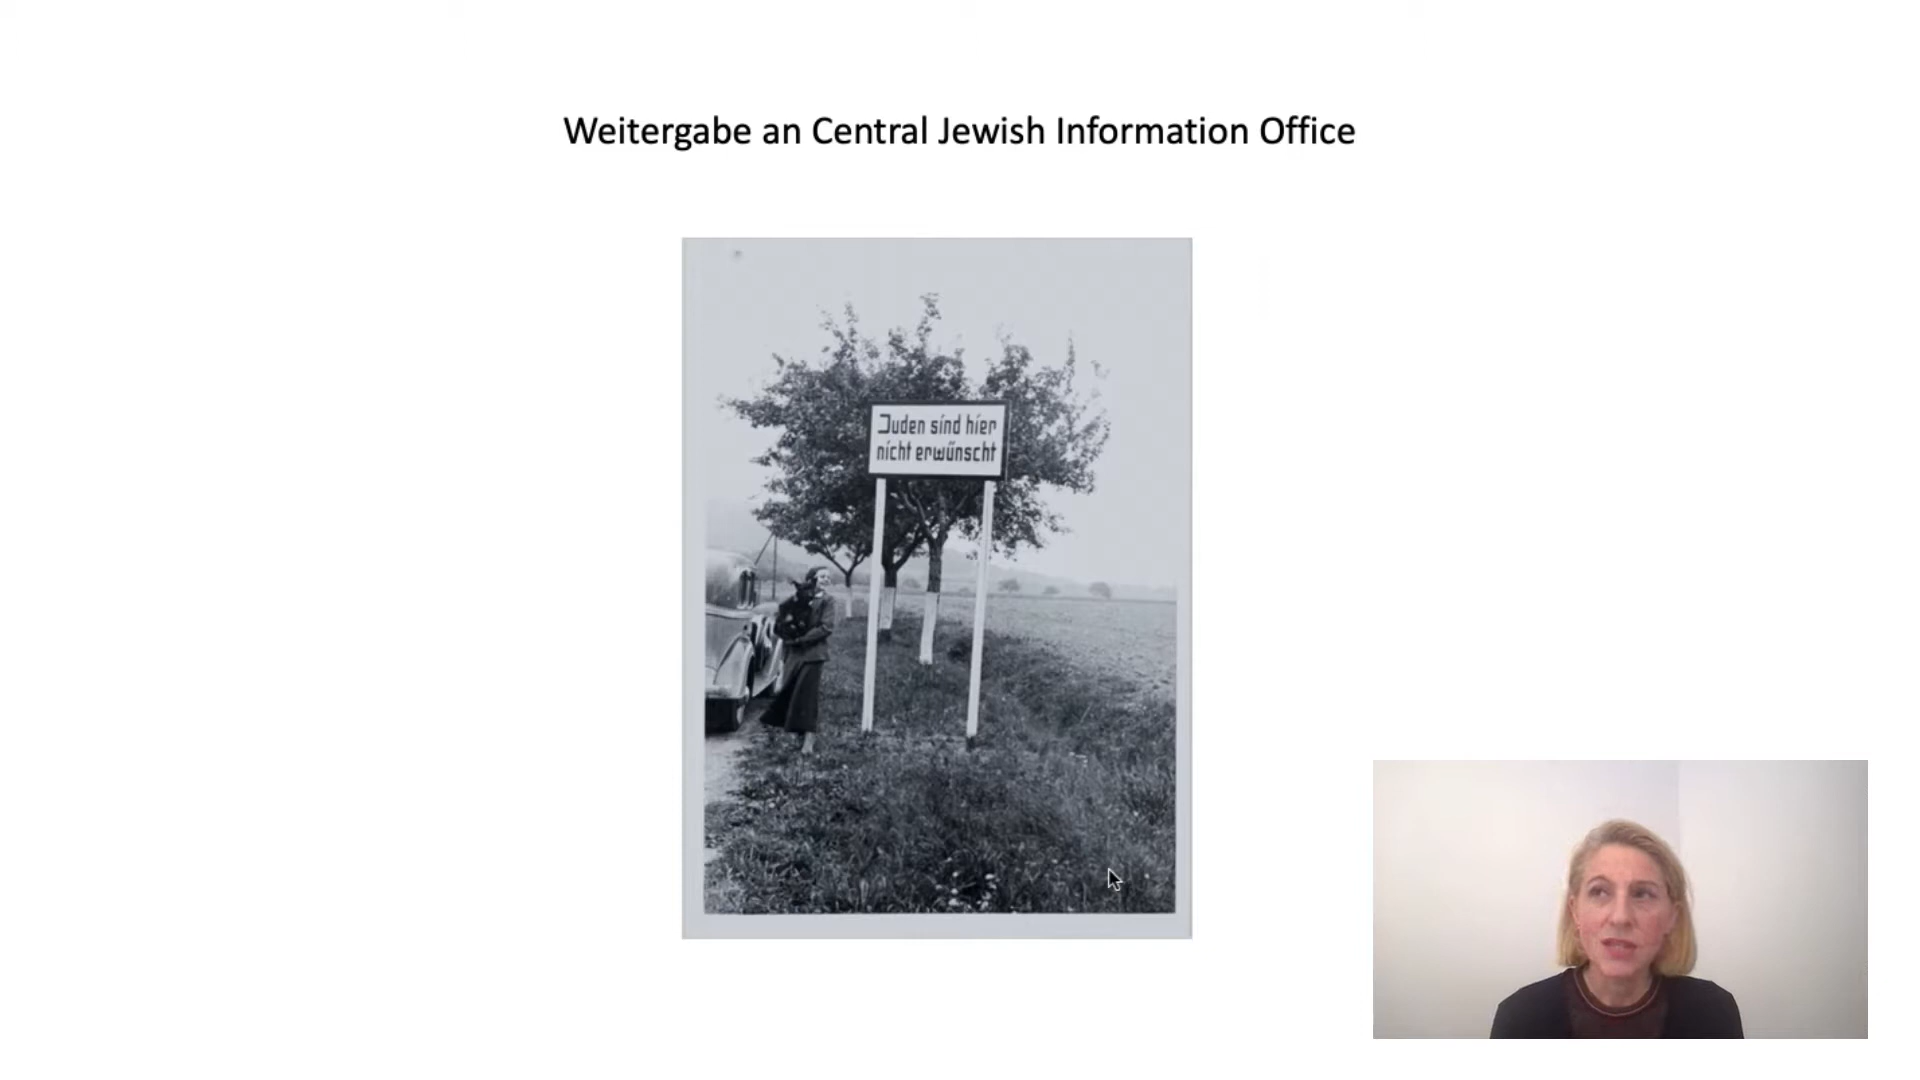 Weitergabe an Central Jewish Information Office
Juden sind hier
nicht erwünscht